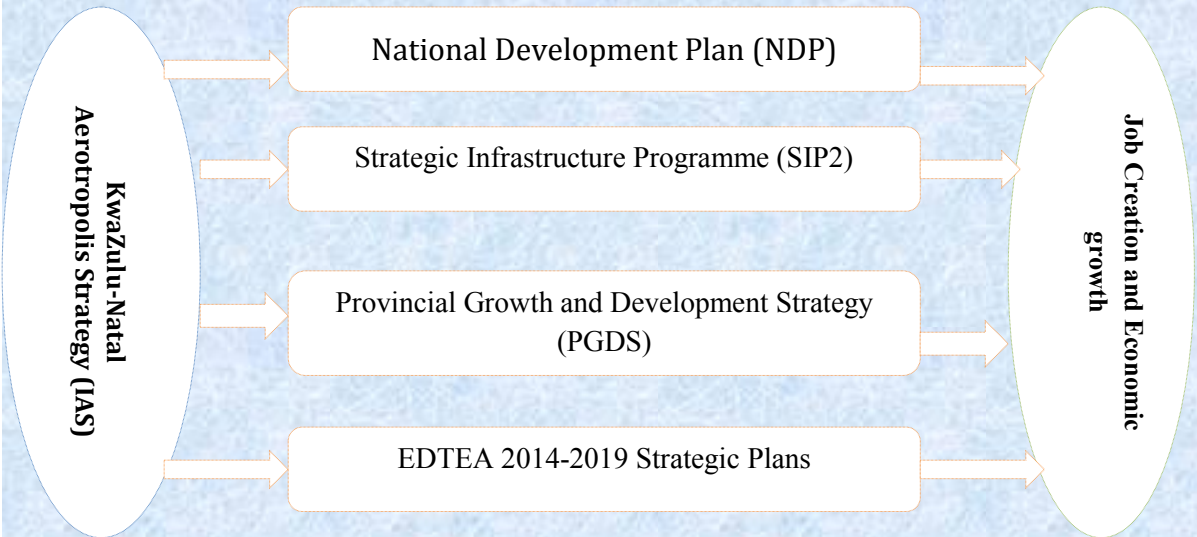 KwaZulu-Natal
Aerotropolis Strategy (IAS)
National Development Plan (NDP)
Strategic Infrastructure Programme (SIP2)
Provincial Growth and Development Strategy
(PGDS)
EDTEA 2014-2019 Strategic Plans
Job Creation and Economic
growth